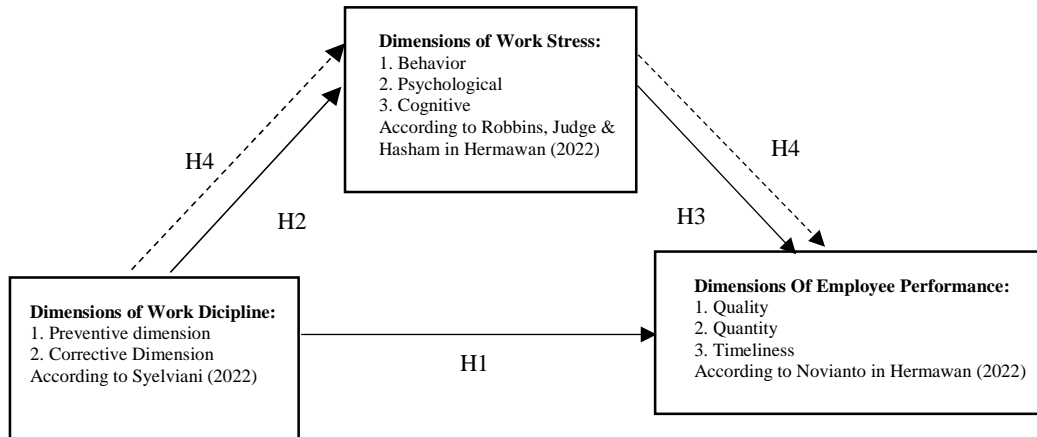 Dimensions of Work Stress:
1. Behavior
2. Psychological
3. Cognitive
According to Robbins, Judge &
Hasham in Hermawan (2022)
H4
H4
H2
H3
Dimensions of Work Dicipline:
1. Preventive dimension
2. Corrective Dimension
According to Syelviani (2022)
H1
Dimensions Of Employee Performance:
1. Quality
2. Quantity
3. Timeliness
According to Novianto in Hermawan (2022)